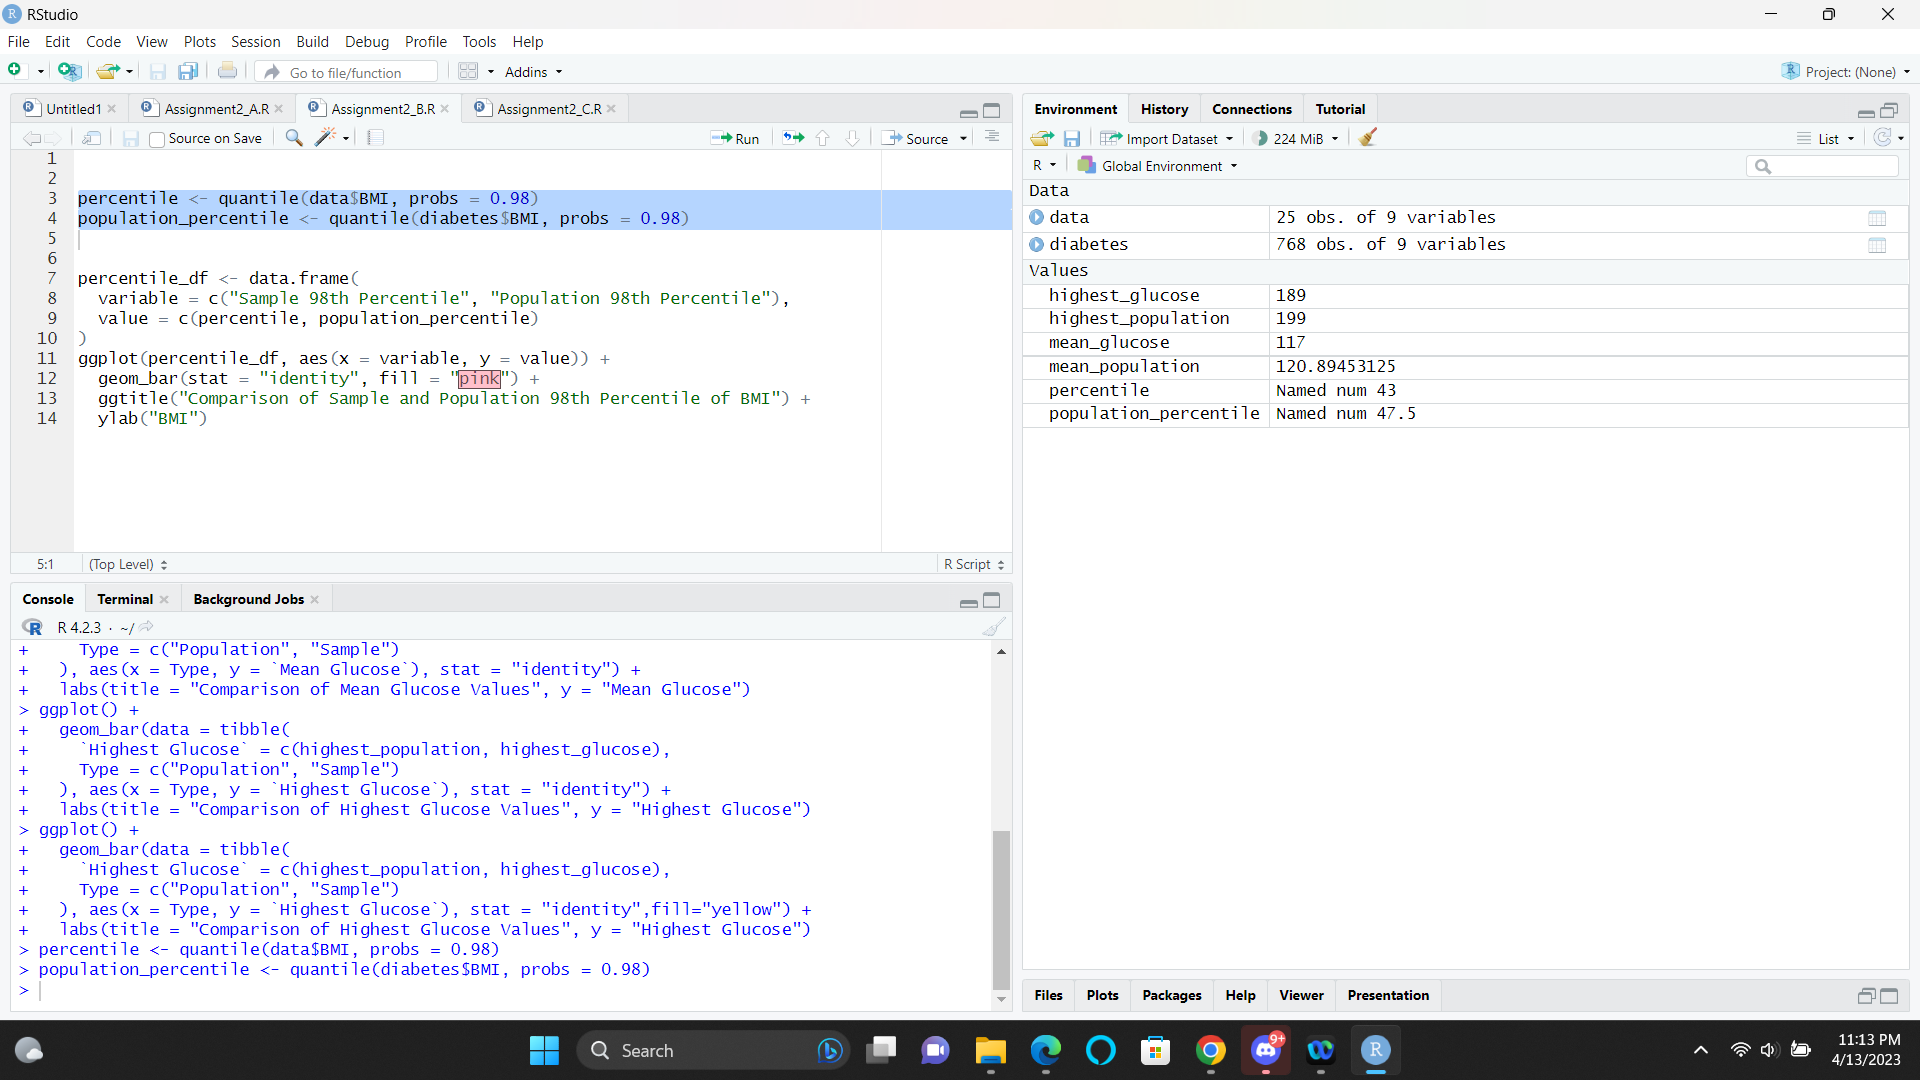 RStudio
File Edit Code View Plots Session Build Debug Profile Tools Help
Go to file/function Addins Project: (None)
Untitled1 Assignment2_A.R Assignment2_B.R Assignment2_C.R
Source on Save Run Source
1
2
3 percentile <- quantile(data$BMI, probs = 0.98)
4 population_percentile <- quantile(diabetes$BMI, probs = 0.98)
5
6
7 percentile_df <- data.frame(
8 variable = c("Sample 98th Percentile", "Population 98th Percentile"),
9 value = c(percentile, population_percentile)
10 )
11 ggplot(percentile_df, aes(x = variable, y = value)) +
12 geom_bar(stat = "identity", fill = "pink") +
13 ggtitle("Comparison of Sample and Population 98th Percentile of BMI") +
14 ylab("BMI")
5:1 (Top Level) R Script
Console Terminal Background Jobs
R R 4.2.3 · ~/
+ Type = c("Population", "Sample")
+ ), aes(x = Type, y = `Mean Glucose`), stat = "identity") +
+ labs(title = "Comparison of Mean Glucose Values", y = "Mean Glucose")
> ggplot() +
+ geom_bar(data = tibble(
+ `Highest Glucose` = c(highest_population, highest_glucose),
+ Type = c("Population", "Sample")
+ ), aes(x = Type, y = `Highest Glucose`), stat = "identity") +
+ labs(title = "Comparison of Highest Glucose Values", y = "Highest Glucose")
> ggplot() +
+ geom_bar(data = tibble(
+ `Highest Glucose` = c(highest_population, highest_glucose),
+ Type = c("Population", "Sample")
+ ), aes(x = Type, y = `Highest Glucose`), stat = "identity",fill="yellow") +
+ labs(title = "Comparison of Highest Glucose Values", y = "Highest Glucose")
> percentile <- quantile(data$BMI, probs = 0.98)
> population_percentile <- quantile(diabetes$BMI, probs = 0.98)
>
Environment History Connections Tutorial
Import Dataset 224 MiB List
R Global Environment
Data
data 25 obs. of 9 variables
diabetes 768 obs. of 9 variables
Values
highest_glucose 189
highest_population 199
mean_glucose 117
mean_population 120.89453125
percentile Named num 43
population_percentile Named num 47.5
Files Plots Packages Help Viewer Presentation
Search 9+ R 11:13 PM
4/13/2023